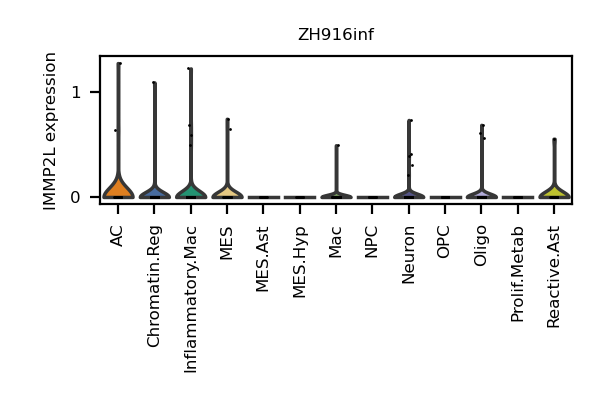 ZH916inf
IMMP2L expression
1
0
AC
Chromatin.Reg
Inflammatory.Mac
MES
MES.Ast
MES.Hyp
Mac
NPC
Neuron
OPC
Oligo
Prolif.Metab
Reactive.Ast